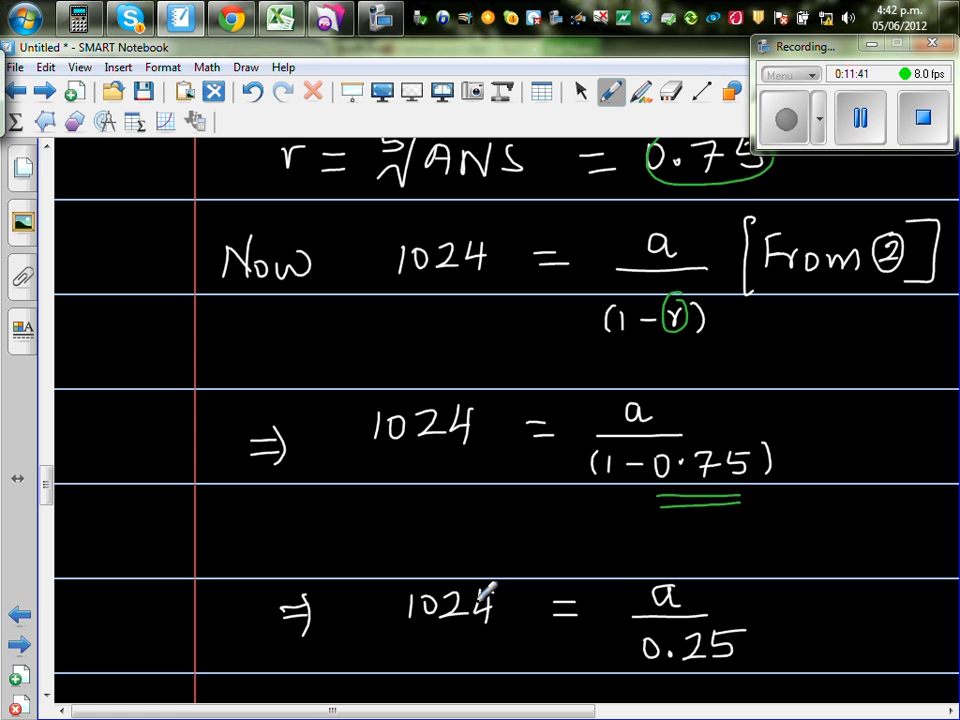 4:42 p.m.
05/06/2012
Untitled * - SMART Notebook
File Edit View Insert Format Math Draw Help
Recording...
Menu
0:11:41 8.0 fps
r = ⁵√ANS = 0.75
Now 1024 = a/(1-r) [From ②]
⇒ 1024 = a/(1-0.75)
⇒ 1024 = a/0.25